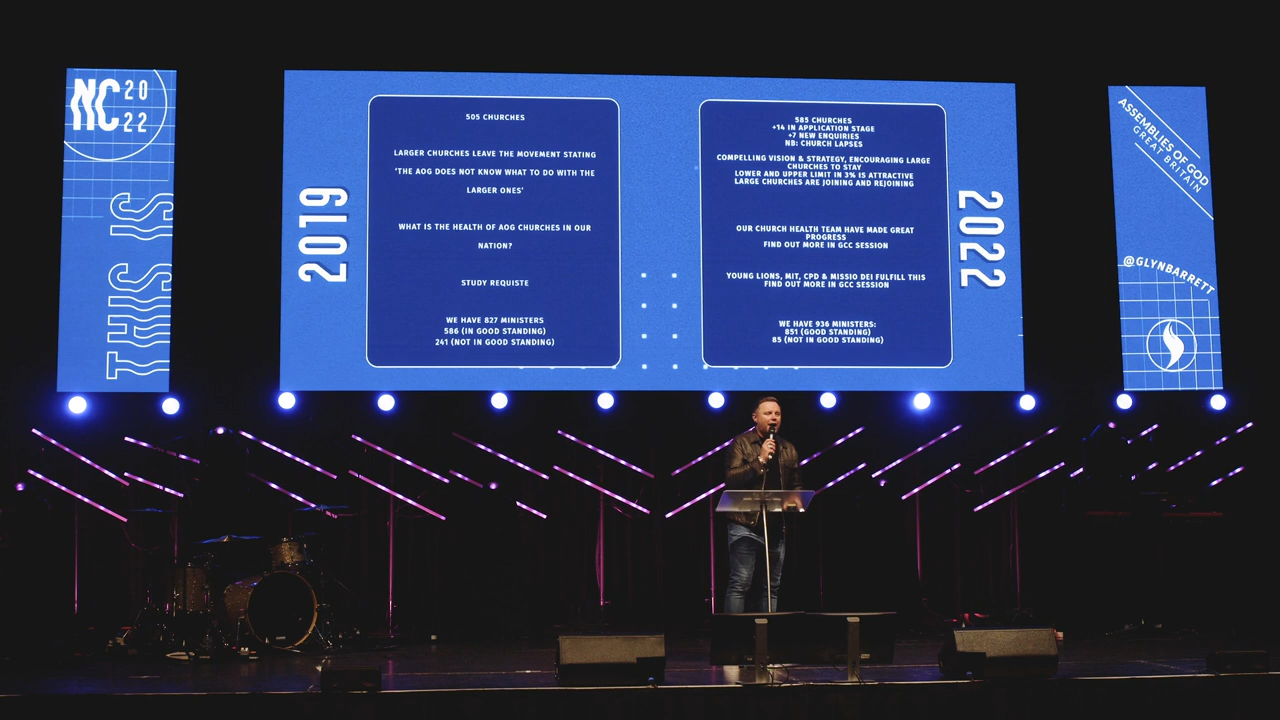 NC 20
22
THIS IS
2019
505 CHURCHES
LARGER CHURCHES LEAVE THE MOVEMENT STATING
'THE AOG DOES NOT KNOW WHAT TO DO WITH THE
LARGER ONES'
WHAT IS THE HEALTH OF AOG CHURCHES IN OUR
NATION?
STUDY REQUISTE
WE HAVE 827 MINISTERS
586 (IN GOOD STANDING)
241 (NOT IN GOOD STANDING)
585 CHURCHES
+14 IN APPLICATION STAGE
+7 NEW ENQUIRIES
NB: CHURCH LAPSES
COMPELLING VISION & STRATEGY, ENCOURAGING LARGE
CHURCHES TO STAY
LOWER AND UPPER LIMIT IN 3% IS ATTRACTIVE
LARGE CHURCHES ARE JOINING AND REJOINING
OUR CHURCH HEALTH TEAM HAVE MADE GREAT
PROGRESS
FIND OUT MORE IN GCC SESSION
YOUNG LIONS, MIT, CPD & MISSIO DEI FULFILL THIS
FIND OUT MORE IN GCC SESSION
WE HAVE 936 MINISTERS:
851 (GOOD STANDING)
85 (NOT IN GOOD STANDING)
2022
ASSEMBLIES OF GOD
GREAT BRITAIN
@GLYNBARRETT